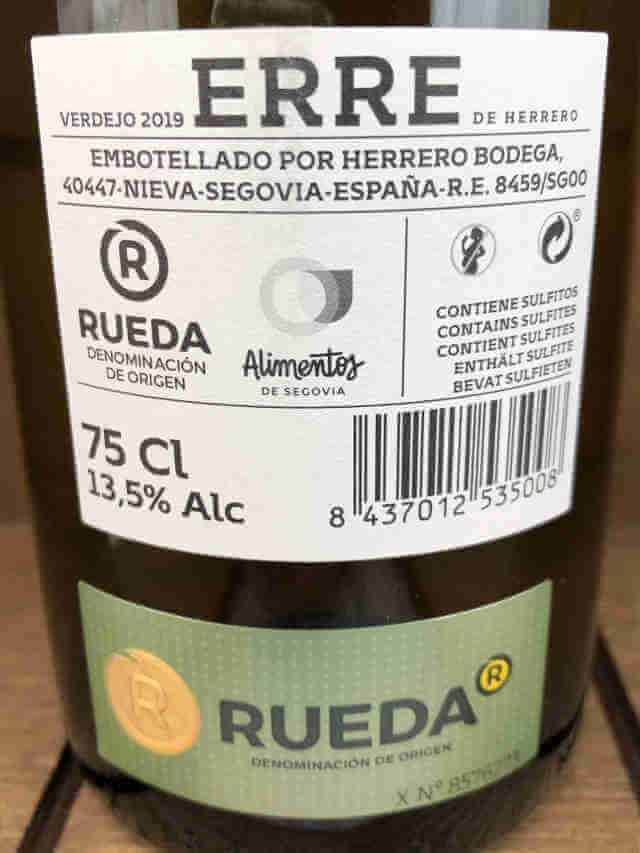 VERDEJO 2019 ERRE DE HERRERO
EMBOTELLADO POR HERRERO BODEGA,
40447-NIEVA-SEGOVIA-ESPAÑA-R.E. 8459/SG00
R
RUEDA
DENOMINACIÓN
DE ORIGEN
Alimentos
DE SEGOVIA
CONTIENE SULFITOS
CONTAINS SULFITES
CONTIENT SULFITES
ENTHÄLT SULFITE
BEVAT SULFIETEN
75 Cl
13,5% Alc
8 437012 535008
R
RUEDA R
DENOMINACIÓN DE ORIGEN
X Nº